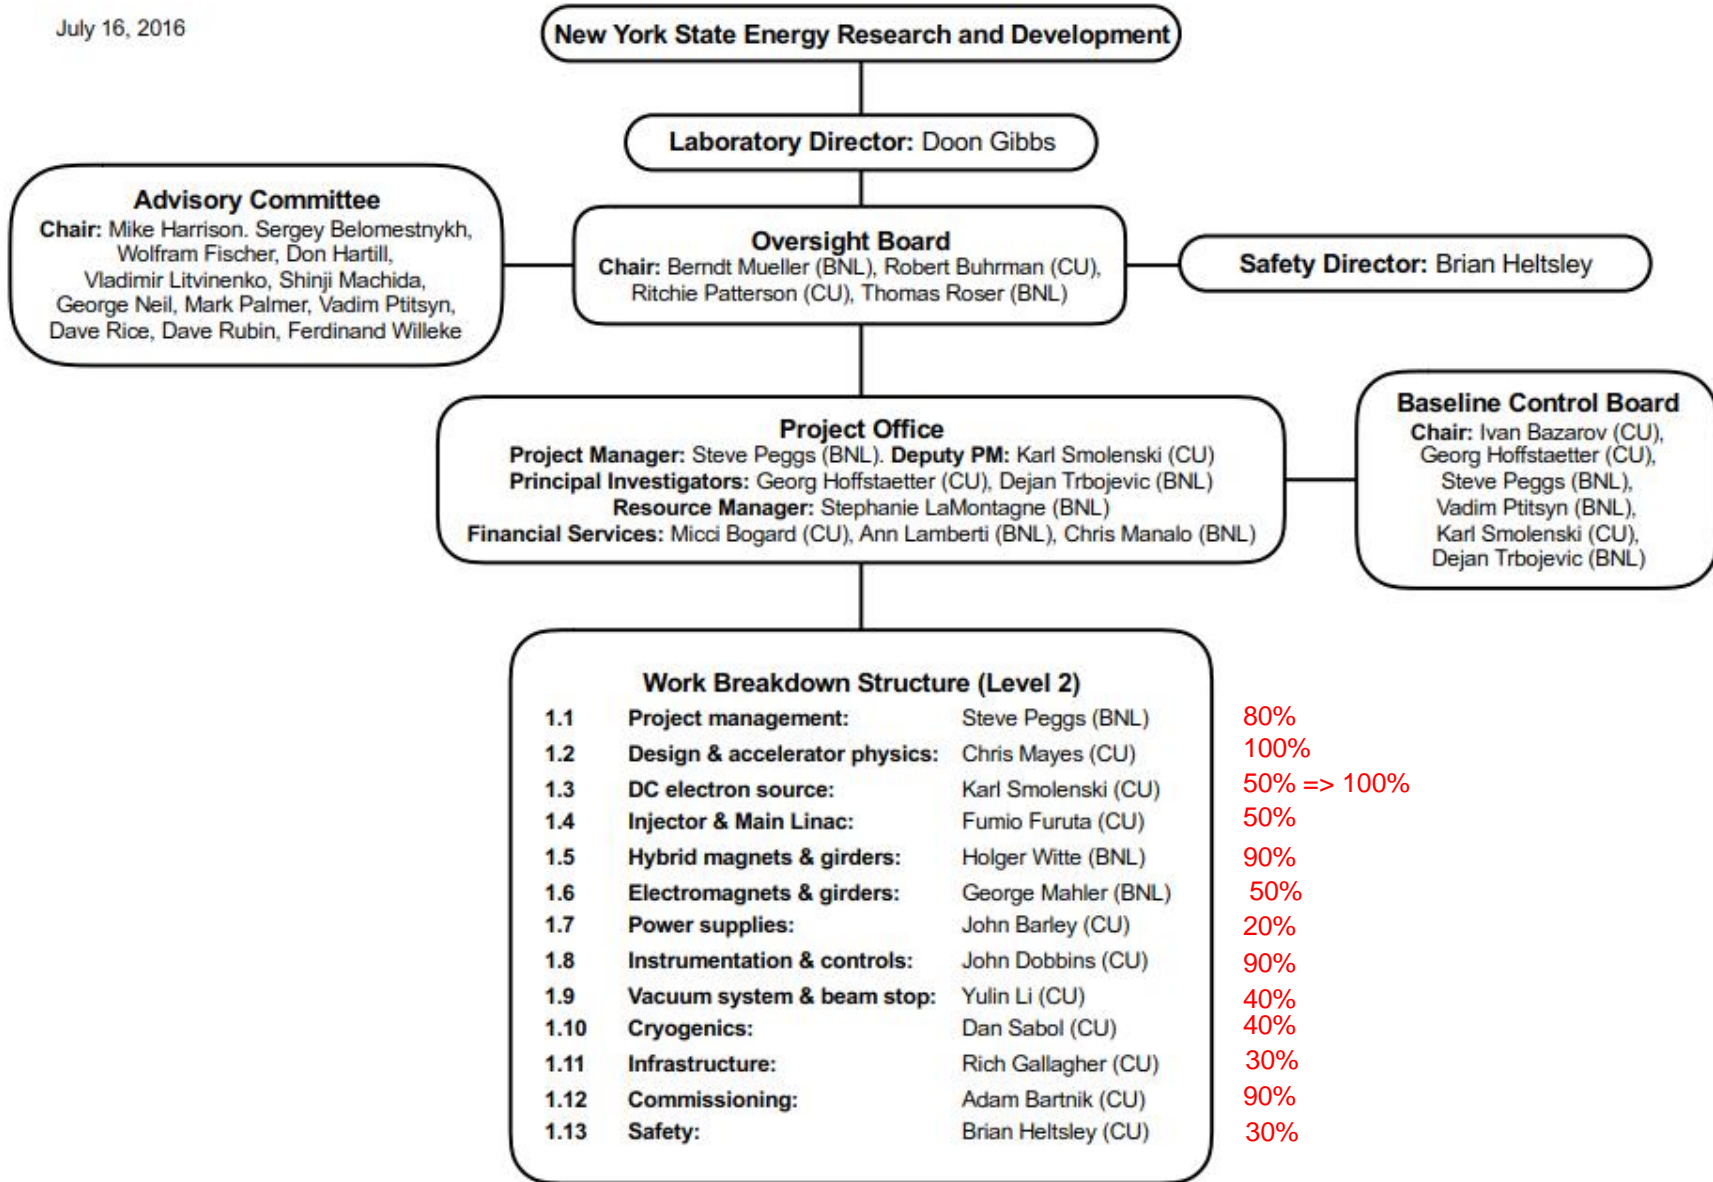 July 16, 2016
New York State Energy Research and Development
Laboratory Director: Doon Gibbs
Advisory Committee
Chair: Mike Harrison. Sergey Belomestnykh,
Wolfram Fischer, Don Hartill,
Vladimir Litvinenko, Shinji Machida,
George Neil, Mark Palmer, Vadim Ptitsyn,
Dave Rice, Dave Rubin, Ferdinand Willeke
Oversight Board
Chair: Berndt Mueller (BNL), Robert Buhrman (CU),
Ritchie Patterson (CU), Thomas Roser (BNL)
Safety Director: Brian Heltsley
Project Office
Project Manager: Steve Peggs (BNL). Deputy PM: Karl Smolenski (CU)
Principal Investigators: Georg Hoffstaetter (CU), Dejan Trbojevic (BNL)
Resource Manager: Stephanie LaMontagne (BNL)
Financial Services: Micci Bogard (CU), Ann Lamberti (BNL), Chris Manalo (BNL)
Baseline Control Board
Chair: Ivan Bazarov (CU),
Georg Hoffstaetter (CU),
Steve Peggs (BNL),
Vadim Ptitsyn (BNL),
Karl Smolenski (CU),
Dejan Trbojevic (BNL)
Work Breakdown Structure (Level 2)
1.1 Project management: Steve Peggs (BNL) 80%
1.2 Design & accelerator physics: Chris Mayes (CU) 100%
1.3 DC electron source: Karl Smolenski (CU) 50% => 100%
1.4 Injector & Main Linac: Fumio Furuta (CU) 50%
1.5 Hybrid magnets & girders: Holger Witte (BNL) 90%
1.6 Electromagnets & girders: George Mahler (BNL) 50%
1.7 Power supplies: John Barley (CU) 20%
1.8 Instrumentation & controls: John Dobbins (CU) 90%
1.9 Vacuum system & beam stop: Yulin Li (CU) 40%
1.10 Cryogenics: Dan Sabol (CU) 40%
1.11 Infrastructure: Rich Gallagher (CU) 30%
1.12 Commissioning: Adam Bartnik (CU) 90%
1.13 Safety: Brian Heltsley (CU) 30%